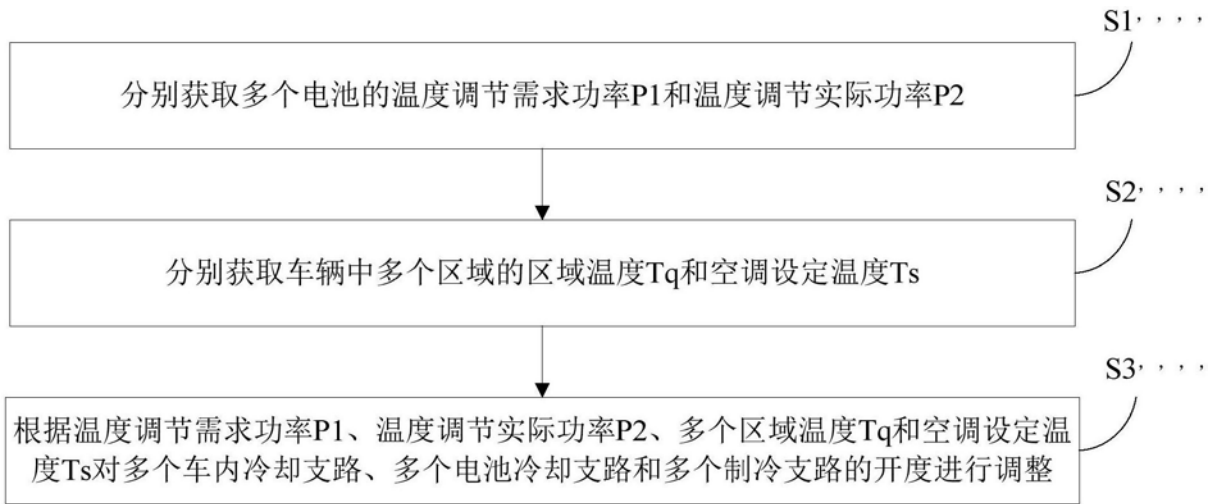 S1，，，，
分别获取多个电池的温度调节需求功率P1和温度调节实际功率P2
S2，，，，
分别获取车辆中多个区域的区域温度Tq和空调设定温度Ts
S3，，，，
根据温度调节需求功率P1、温度调节实际功率P2、多个区域温度Tq和空调设定温
度Ts对多个车内冷却支路、多个电池冷却支路和多个制冷支路的开度进行调整